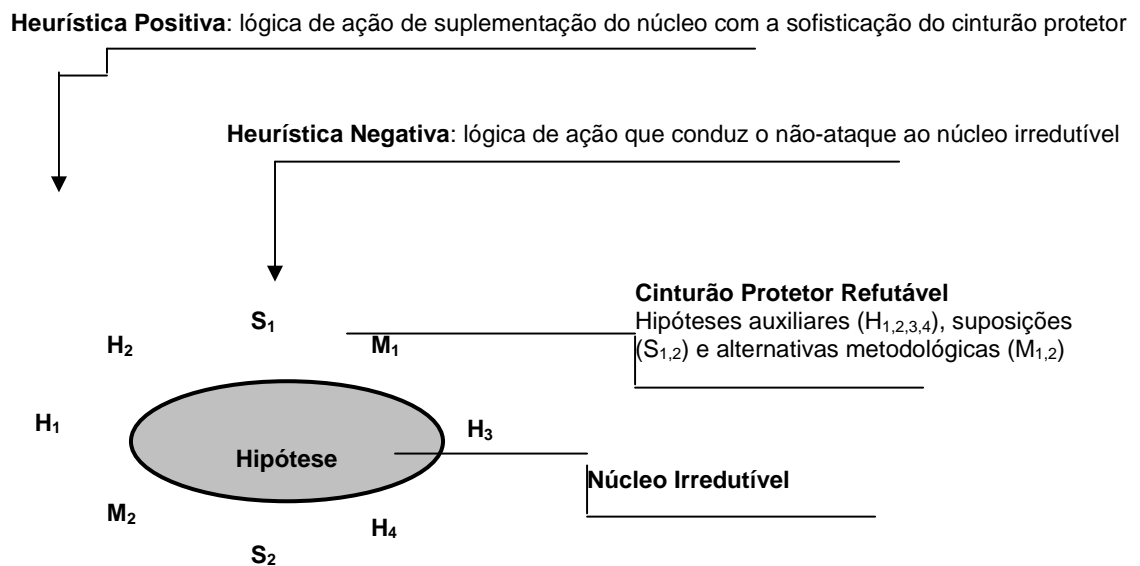 Heurística Positiva: lógica de ação de suplementação do núcleo com a sofisticação do cinturão protetor
Heurística Negativa: lógica de ação que conduz o não-ataque ao núcleo irredutível
Cinturão Protetor Refutável
Hipóteses auxiliares (H1,2,3,4), suposições
(S1,2) e alternativas metodológicas (M1,2)
S1
H2
M1
H1
H3
Hipótese
Núcleo Irredutível
M2
H4
S2